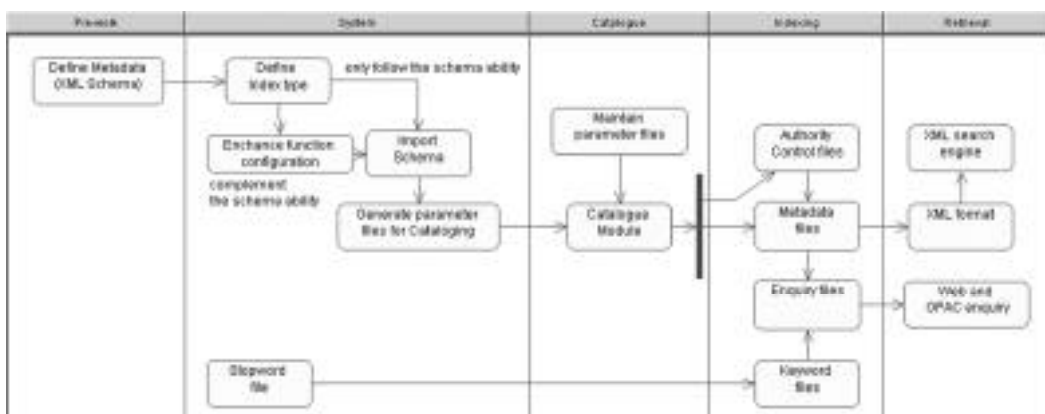 System
Catalogue
Indexing
Retrieval
Define Metadata
(XML Schema)
Define
Index type
only follow the schema ability
Enchance function
configuration
complement
the schema ability
Import
Schema
Generate parameter
files for Cataloging
Maintain
parameter files
Catalogue
Module
Authority
Control files
Metadata
files
Enquiry files
Keyword
files
XML search
engine
XML format
Web and
OPAC enquiry
Stopword
file